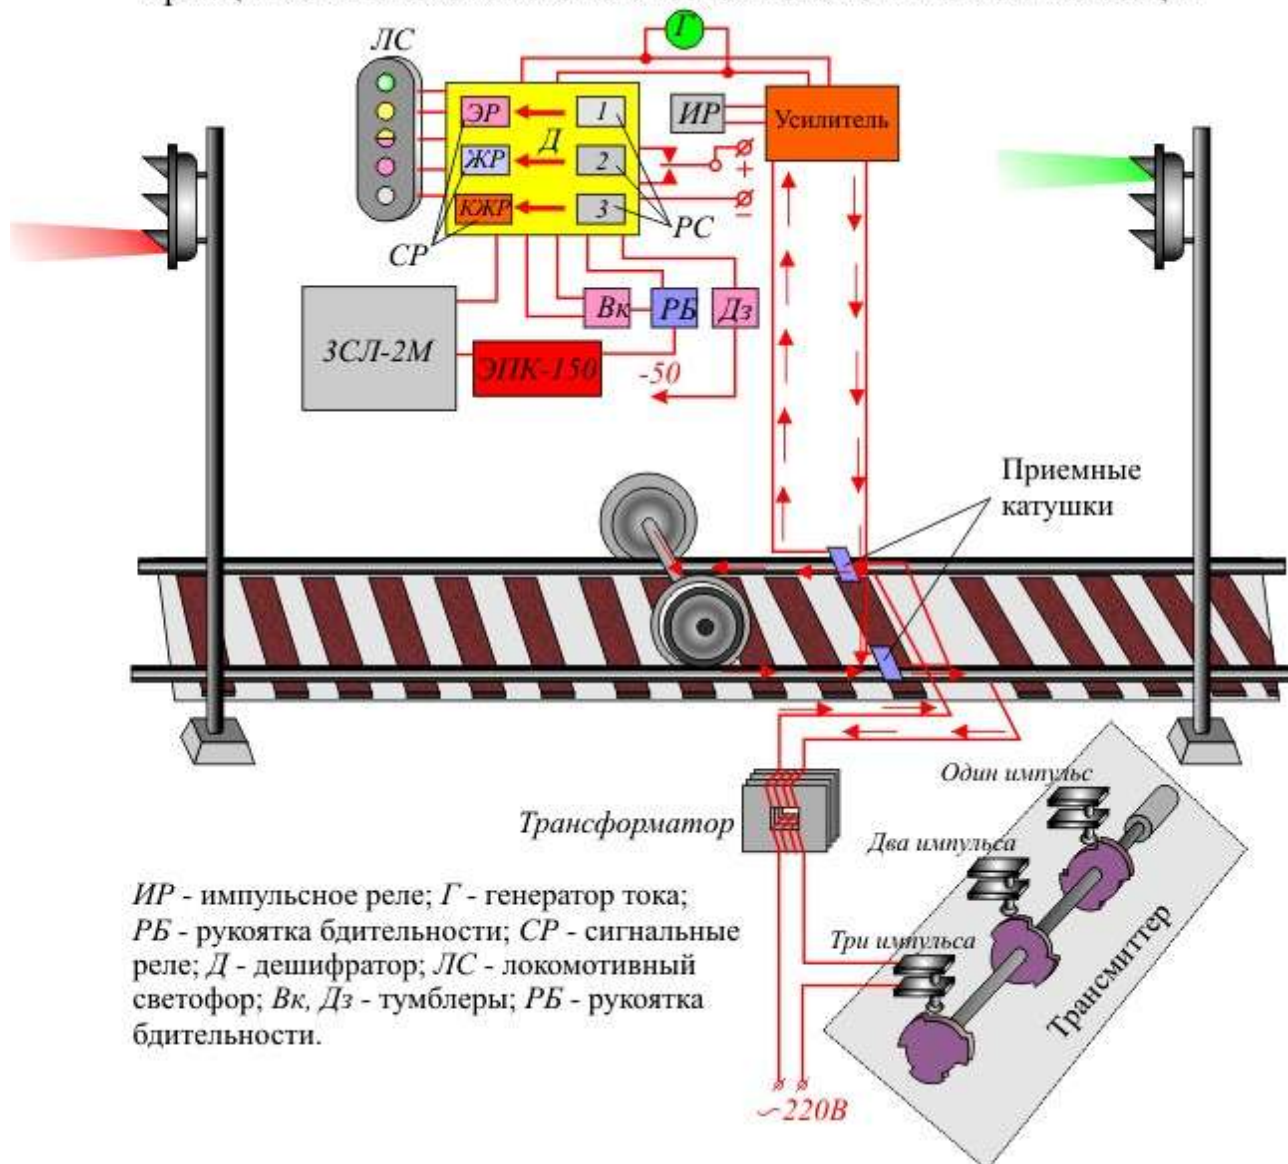 Г
ЛС
ЭР
1
ИР
Усилитель
Д
ЖР
2
+
КЖР
3
–
РС
СР
Вк
РБ
Дз
ЗСЛ-2М
ЭПК-150
-50
Приемные
катушки
Один импульс
Трансформатор
Два импульса
Три импульса
Трансмиттер
ИР - импульсное реле; Г - генератор тока;
РБ - рукоятка бдительности; СР - сигнальные
реле; Д - дешифратор; ЛС - локомотивный
светофор; Вк, Дз - тумблеры; РБ - рукоятка
бдительности.
~220В